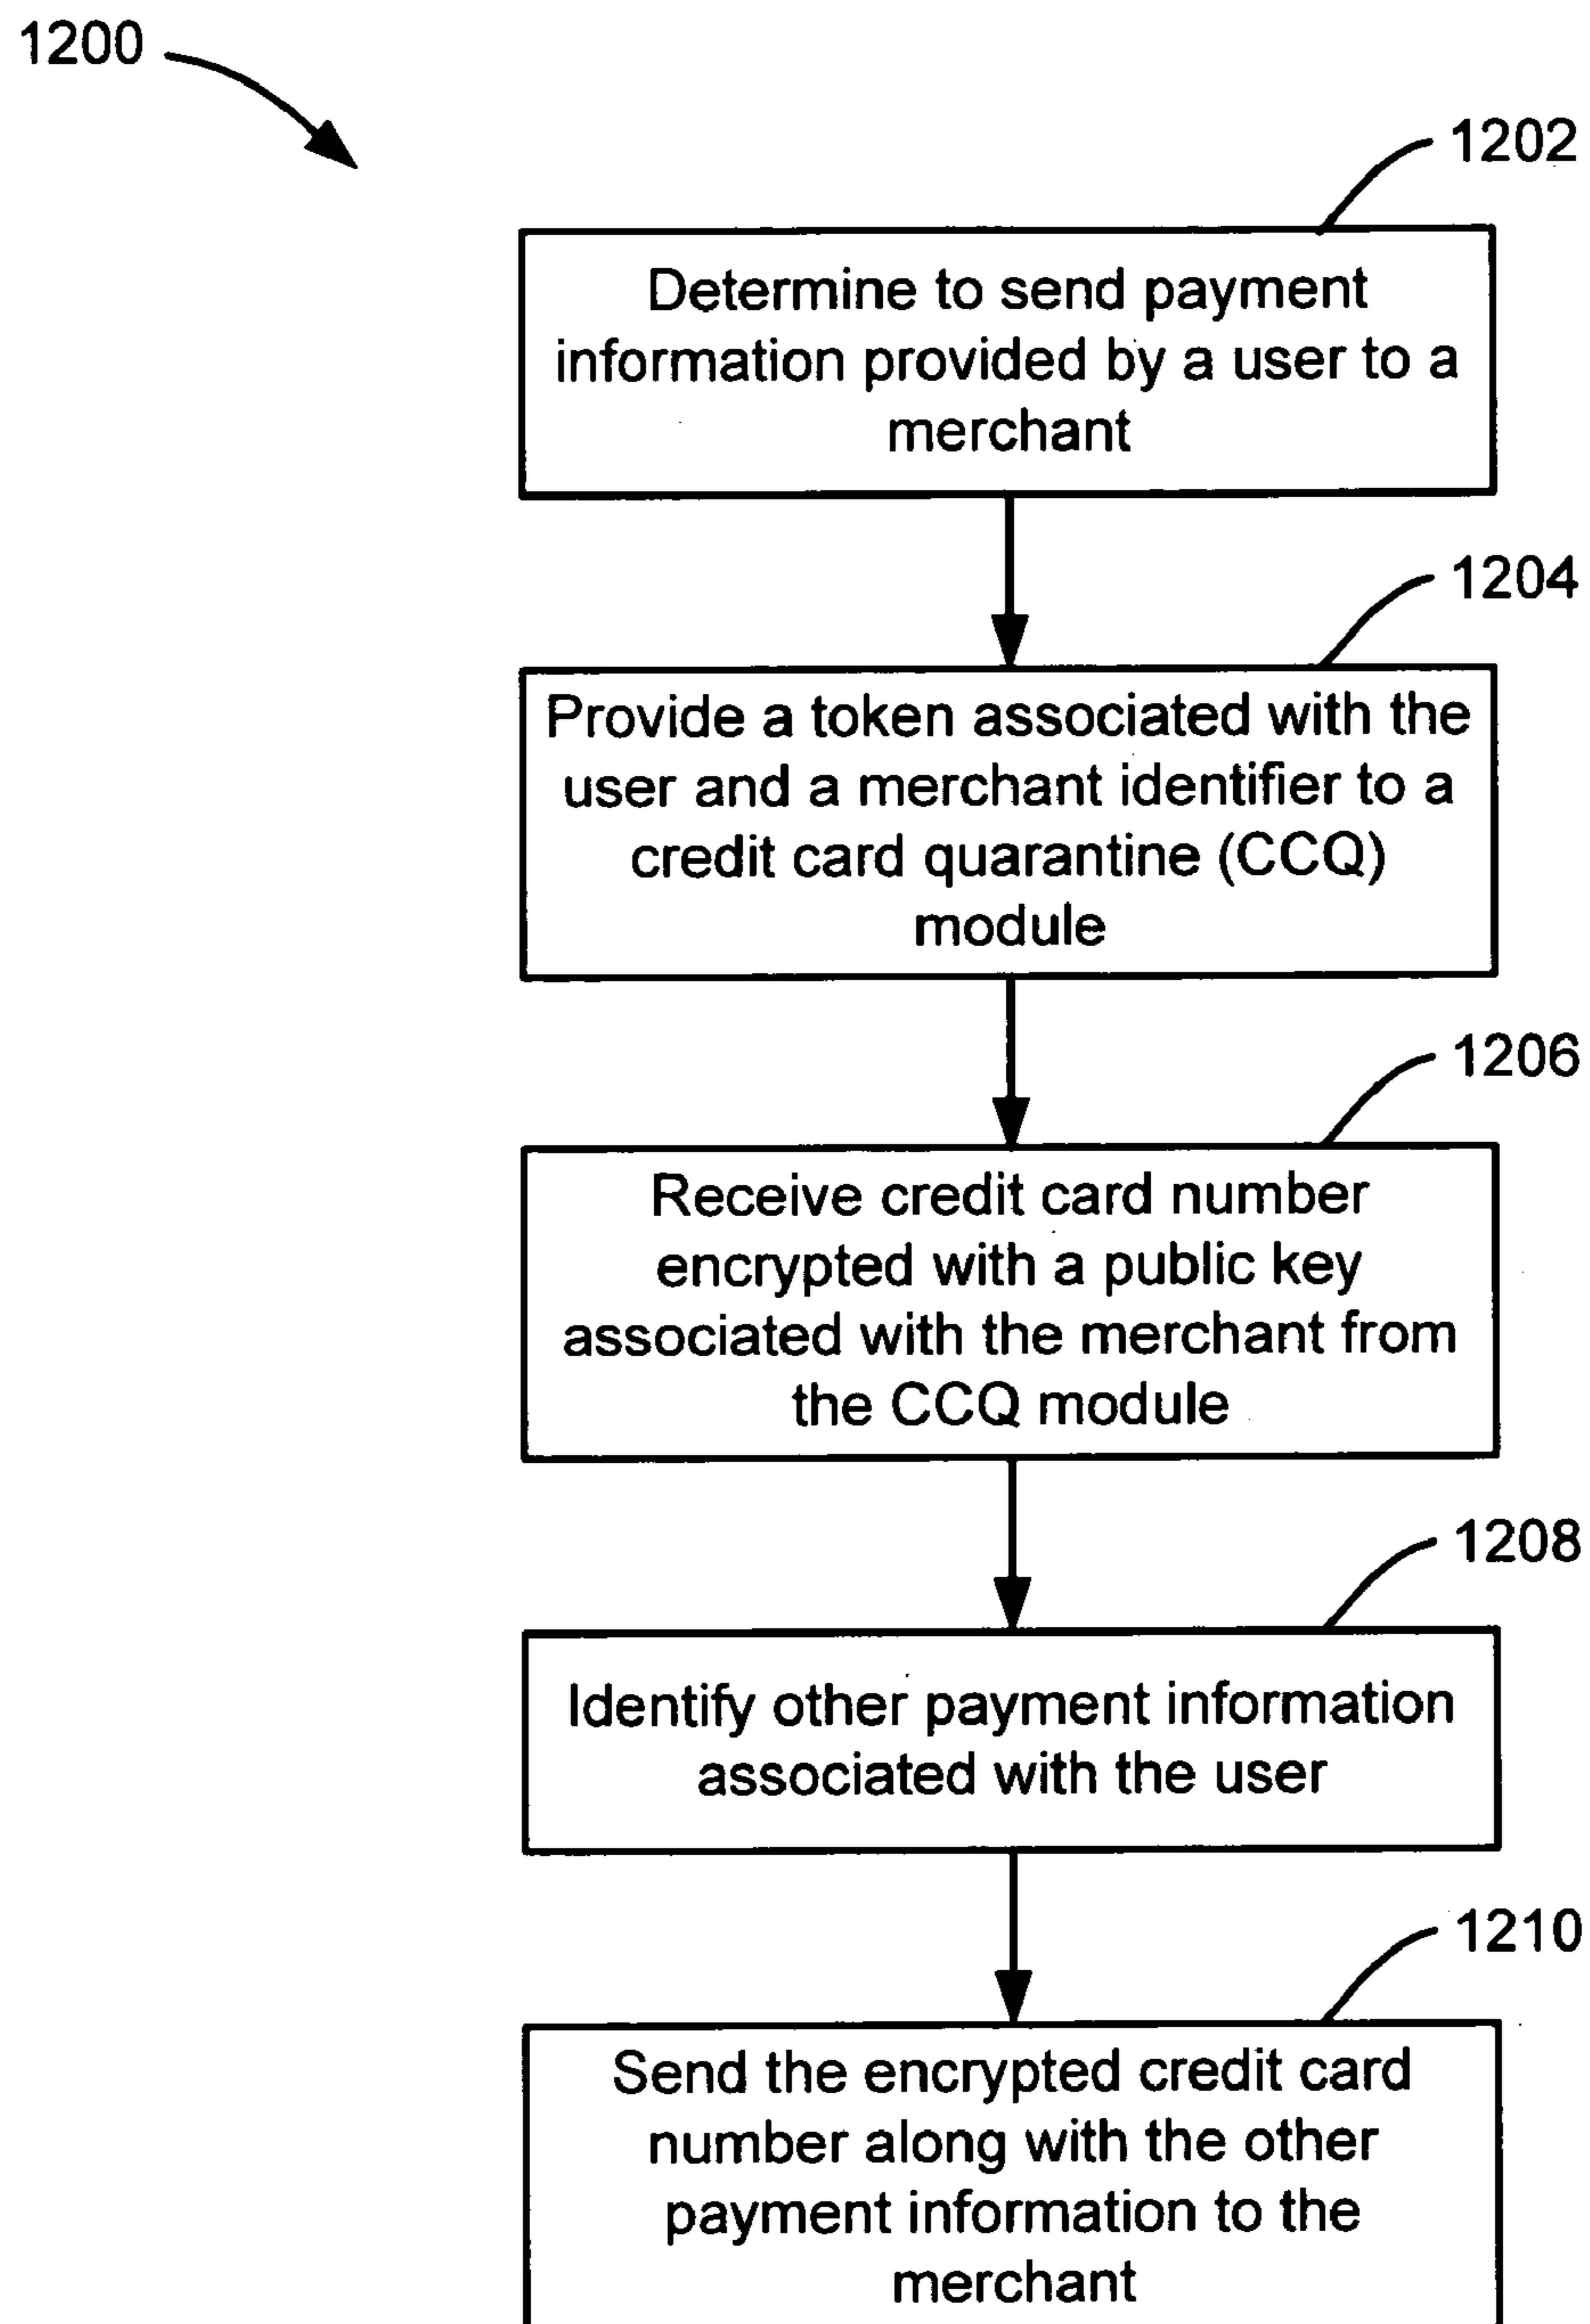 1200
1202
Determine to send payment
information provided by a user to a
merchant
1204
Provide a token associated with the
user and a merchant identifier to a
credit card quarantine (CCQ)
module
1206
Receive credit card number
encrypted with a public key
associated with the merchant from
the CCQ module
1208
Identify other payment information
associated with the user
1210
Send the encrypted credit card
number along with the other
payment information to the
merchant